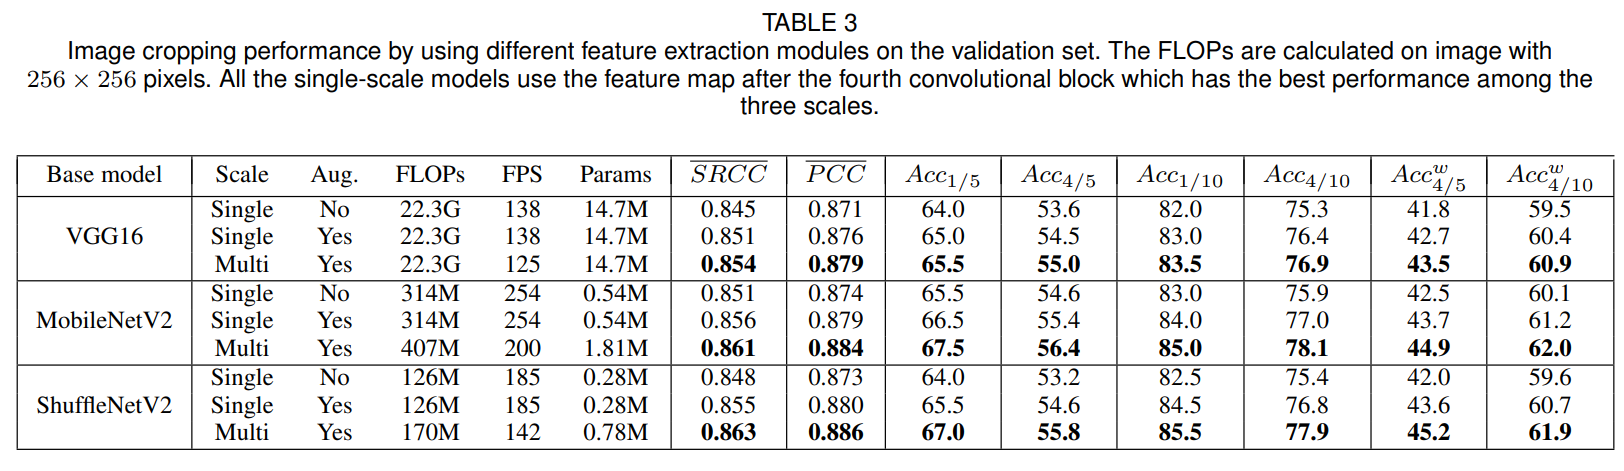 TABLE 3
Image cropping performance by using different feature extraction modules on the validation set. The FLOPs are calculated on image with
256 × 256 pixels. All the single-scale models use the feature map after the fourth convolutional block which has the best performance among the
three scales.
Base model Scale Aug. FLOPs FPS Params $\overline{SRCC}$ $\overline{PCC}$ $Acc_{1/5}$ $Acc_{4/5}$ $Acc_{1/10}$ $Acc_{4/10}$ $Acc^{w}_{4/5}$ $Acc^{w}_{4/10}$
Single No 22.3G 138 14.7M 0.845 0.871 64.0 53.6 82.0 75.3 41.8 59.5
VGG16 Single Yes 22.3G 138 14.7M 0.851 0.876 65.0 54.5 83.0 76.4 42.7 60.4
Multi Yes 22.3G 125 14.7M 0.854 0.879 65.5 55.0 83.5 76.9 43.5 60.9
Single No 314M 254 0.54M 0.851 0.874 65.5 54.6 83.0 75.9 42.5 60.1
MobileNetV2 Single Yes 314M 254 0.54M 0.856 0.879 66.5 55.4 84.0 77.0 43.7 61.2
Multi Yes 407M 200 1.81M 0.861 0.884 67.5 56.4 85.0 78.1 44.9 62.0
Single No 126M 185 0.28M 0.848 0.873 64.0 53.2 82.5 75.4 42.0 59.6
ShuffleNetV2 Single Yes 126M 185 0.28M 0.855 0.880 65.5 54.6 84.5 76.8 43.6 60.7
Multi Yes 170M 142 0.78M 0.863 0.886 67.0 55.8 85.5 77.9 45.2 61.9